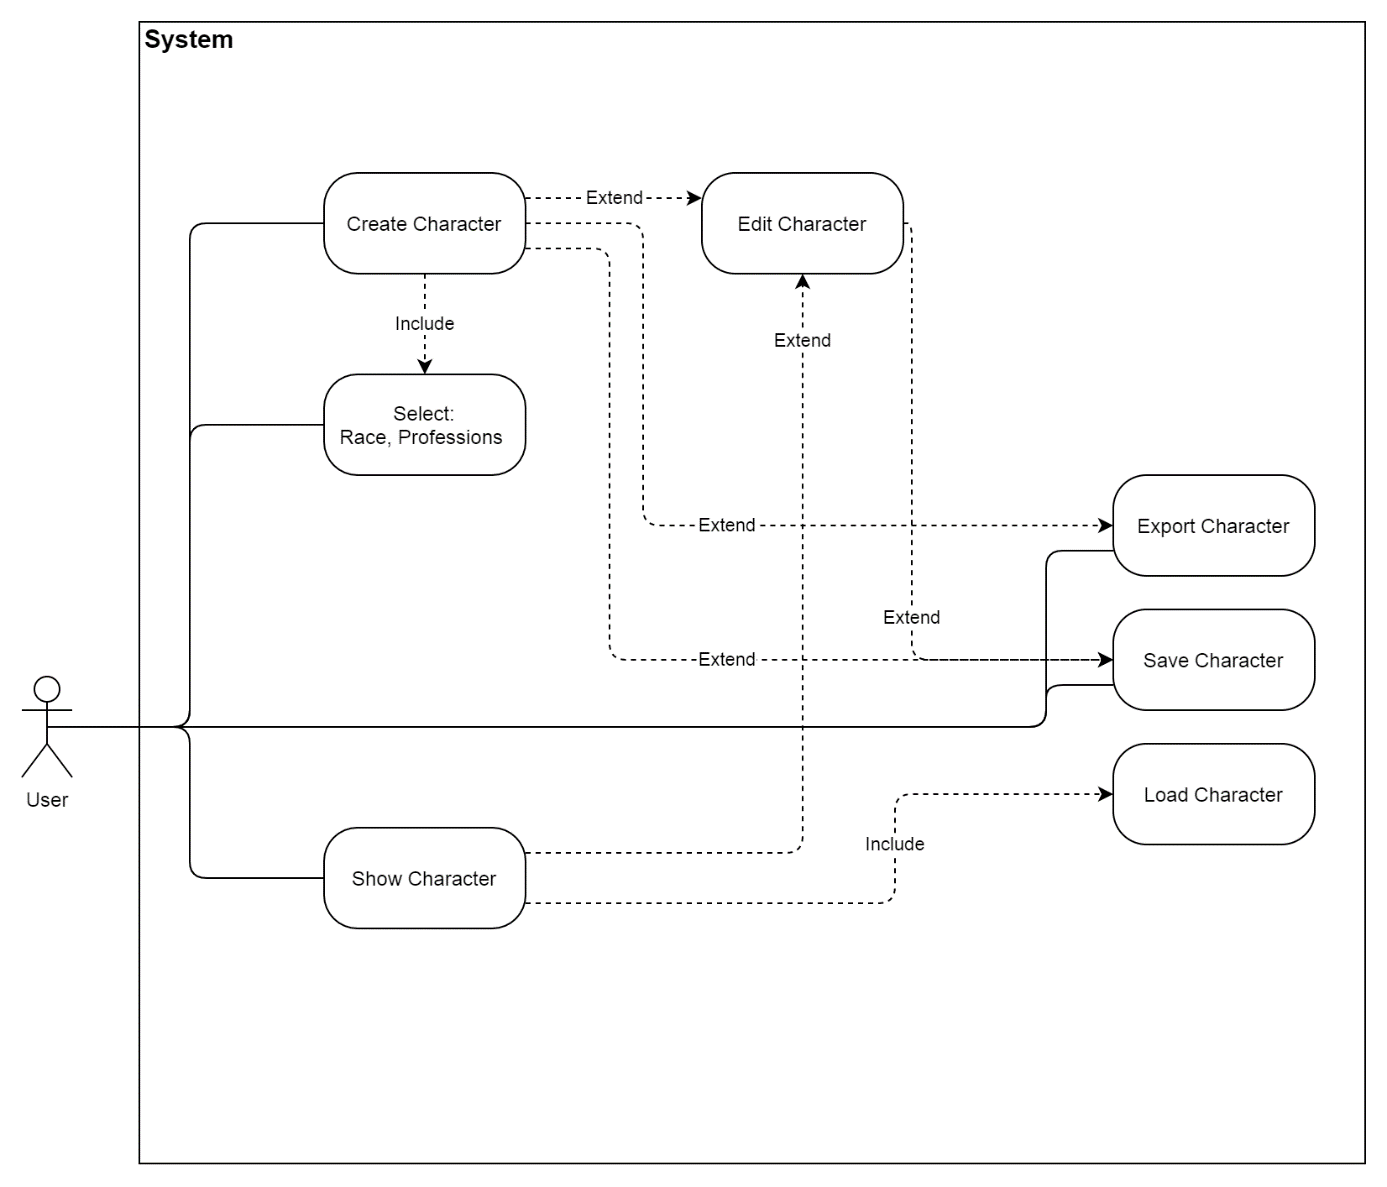 System
Create Character
Extend
Edit Character
Include
Extend
Select:
Race, Professions
Extend
Export Character
Extend
Extend
Save Character
User
Load Character
Include
Show Character